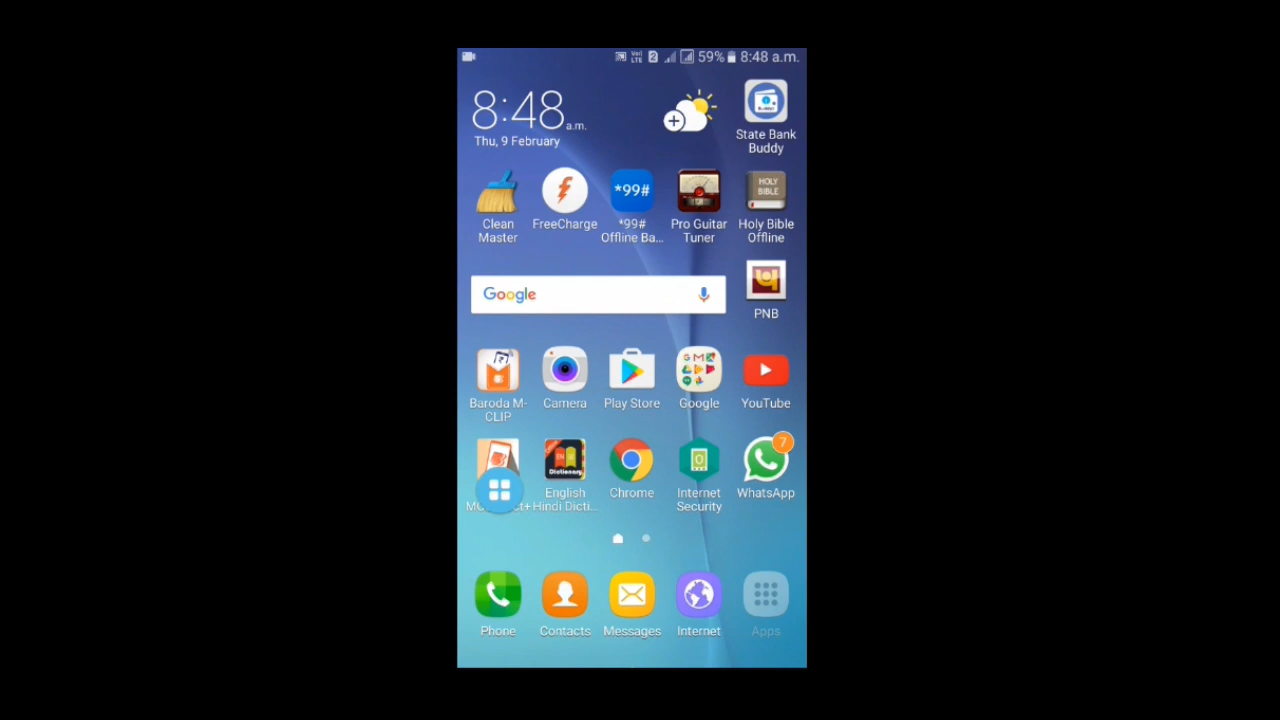 59% 8:48 a.m.
8:48 a.m.
Thu, 9 February
State Bank
Buddy
*99#
HOLY
BIBLE
Clean
Master
FreeCharge
*99#
Offline Ba...
Pro Guitar
Tuner
Holy Bible
Offline
Google
PNB
Baroda M-
CLIP
Camera
Play Store
Google
YouTube
7
Dictionary
English
Hindi Dicti...
Chrome
Internet
Security
WhatsApp
Phone
Contacts
Messages
Internet
Apps